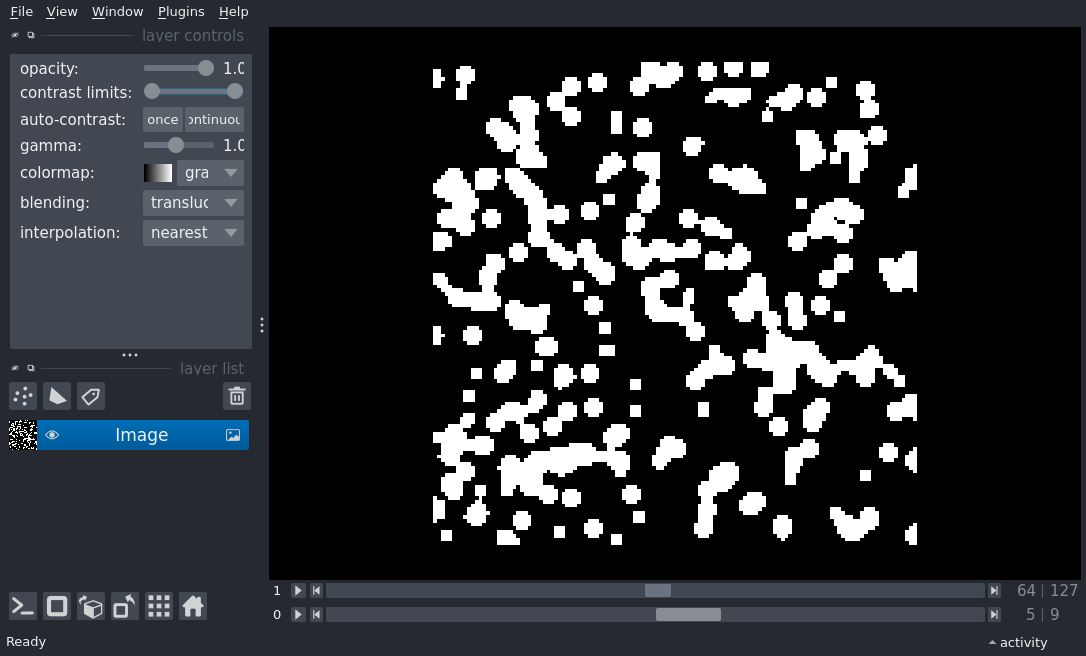 File View Window Plugins Help
layer controls
opacity: 1.0
contrast limits:
auto-contrast: once ontinuou
gamma: 1.0
colormap: gra
blending: transluc
interpolation: nearest
layer list
Image
1 64 | 127
0 5 | 9
Ready activity